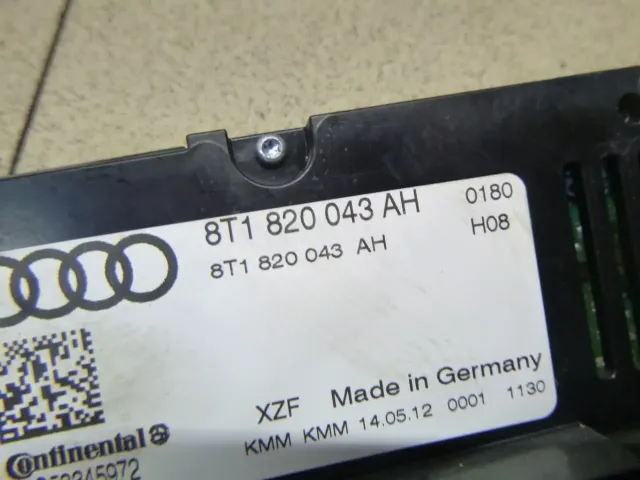 8T1 820 043 AH 0180
8T1 820 043 AH H08
XZF Made in Germany
KMM KMM 14.05.12 0001 1130
Continental